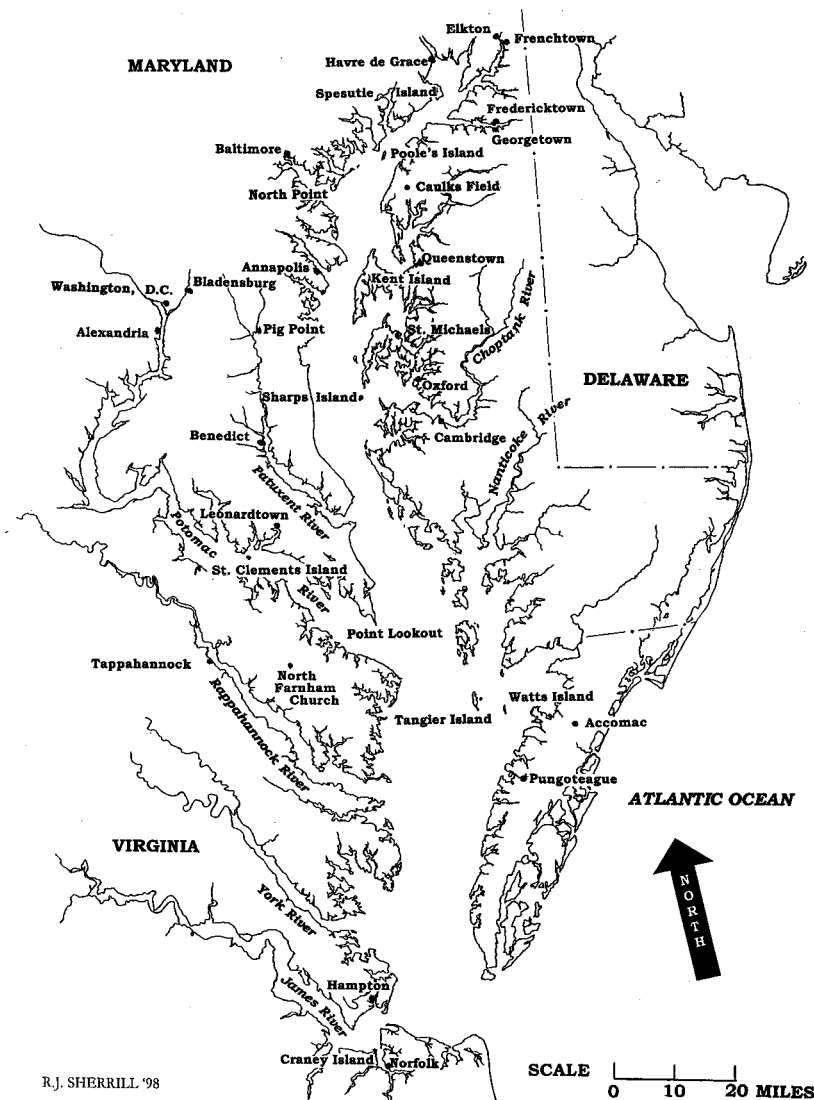 Elkton
Frenchtown
MARYLAND
Havre de Grace
Spesutie Island
Fredericktown
Georgetown
Baltimore
Poole's Island
North Point
Caulks Field
Queenstown
Annapolis
Kent Island
Washington, D.C.
Bladensburg
Alexandria
Pig Point
St. Michaels
Choptank River
DELAWARE
Oxford
Sharps Island
Nanticoke River
Benedict
Cambridge
Patuxent River
Leonardtown
Potomac River
St. Clements Island
Point Lookout
Tappahannock
North
Farnham
Church
Watts Island
Tangier Island
Accomac
Rappahannock River
Pungoteague
ATLANTIC OCEAN
VIRGINIA
NORTH
York River
James River
Hampton
Craney Island
Norfolk
SCALE
0 10 20 MILES
R.J. SHERRILL '98